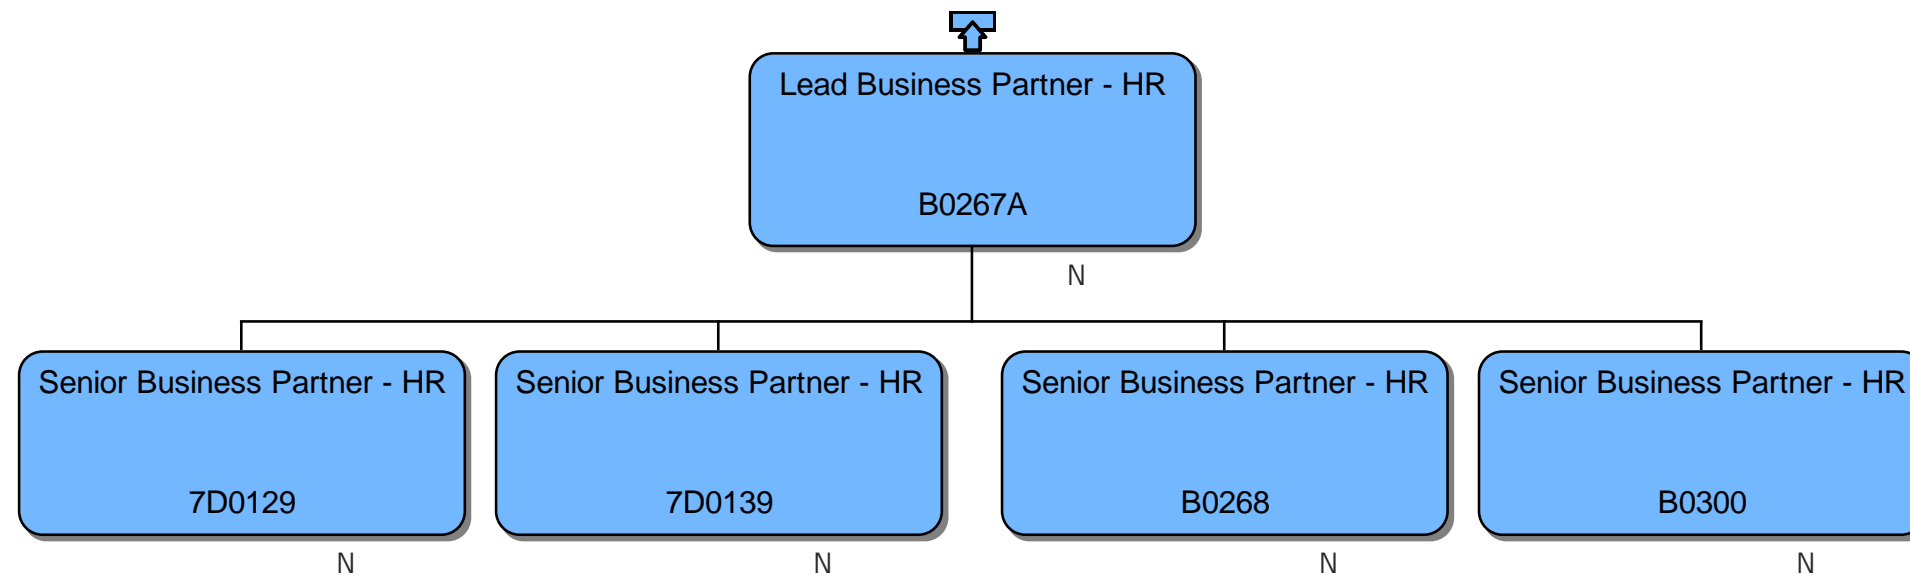 Lead Business Partner - HR
B0267A
N
Senior Business Partner - HR
7D0129
N
Senior Business Partner - HR
7D0139
N
Senior Business Partner - HR
B0268
N
Senior Business Partner - HR
B0300
N